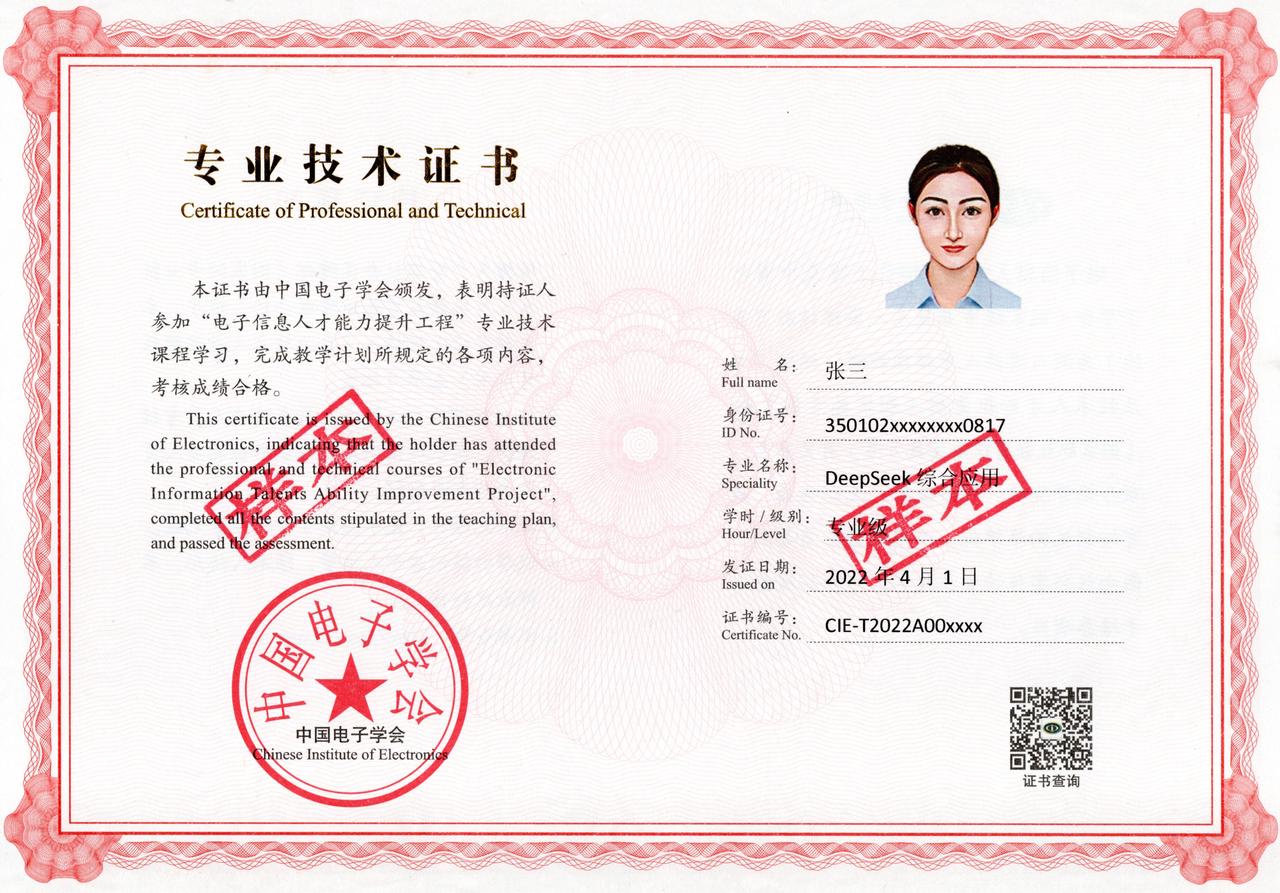 专业技术证书
Certificate of Professional and Technical
本证书由中国电子学会颁发，表明持证人
参加“电子信息人才能力提升工程”专业技术
课程学习，完成教学计划所规定的各项内容，
考核成绩合格。
This certificate is issued by the Chinese Institute
of Electronics, indicating that the holder has attended
the professional and technical courses of "Electronic
Information Talents Ability Improvement Project",
completed all the contents stipulated in the teaching plan,
and passed the assessment.
样本
中国电子学会
中国电子学会
Chinese Institute of Electronics
姓 名： 张三
Full name
身份证号： 350102xxxxxxxx0817
ID No.
专业名称： DeepSeek 综合应用
Speciality
学时 / 级别： 专业级
Hour/Level
发证日期： 2022 年 4 月 1 日
Issued on
证书编号： CIE-T2022A00xxxx
Certificate No.
样本
证书查询